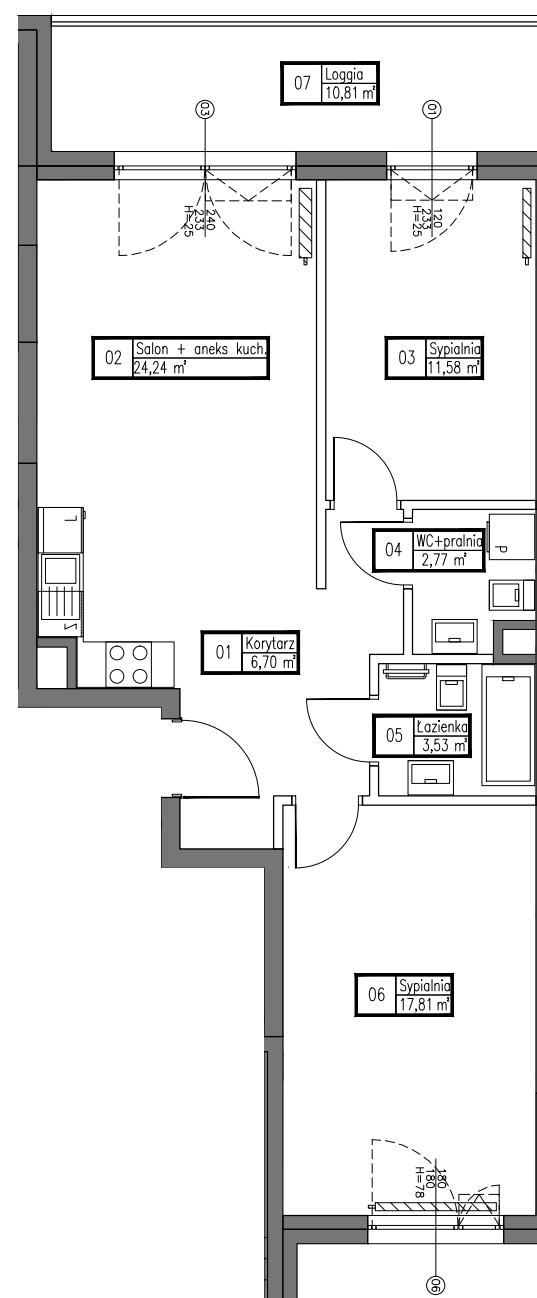 07 Loggia
10,81 m²
03
01
240
233
H=25
120
233
H=25
02 Salon + aneks kuch.
24,24 m²
03 Sypialnia
11,58 m²
L
04 WC+pralnia
2,77 m²
P
Z
01 Korytarz
6,70 m²
05 Łazienka
3,53 m²
06 Sypialnia
17,81 m²
180
180
H=78
06